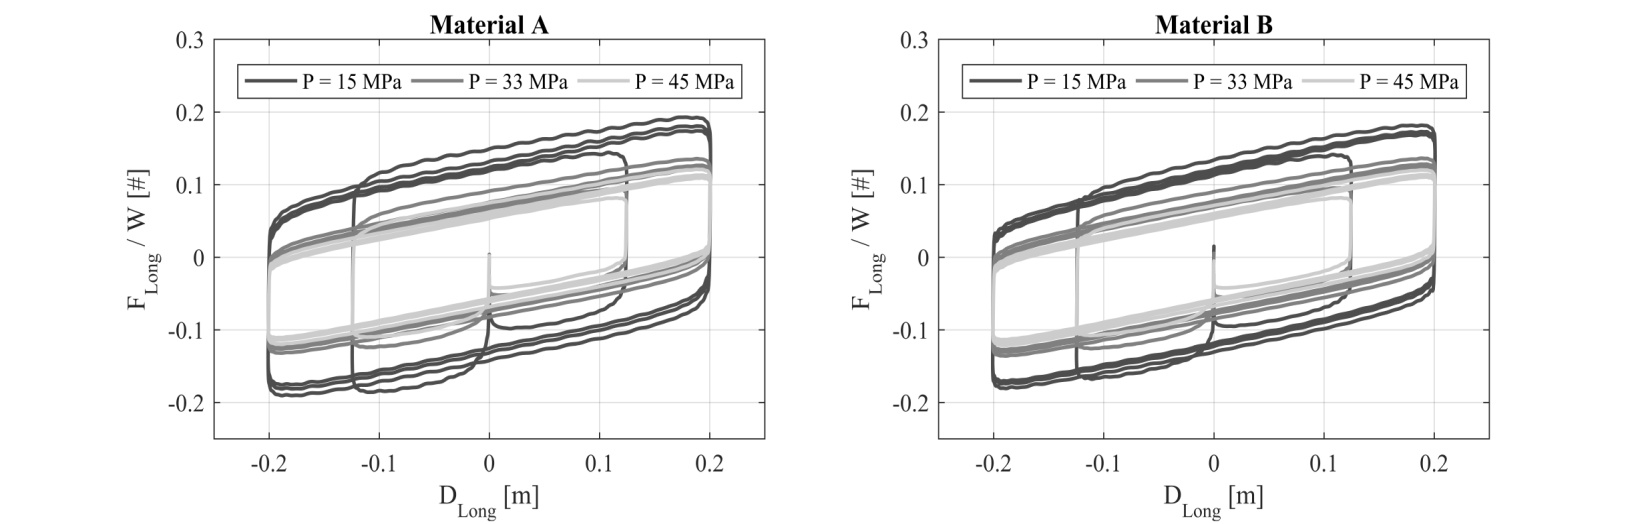 Material A
0.3
0.2
0.1
0
-0.1
-0.2
F_Long / W [#]
P = 15 MPa P = 33 MPa P = 45 MPa
-0.2 -0.1 0 0.1 0.2
D_Long [m]
Material B
0.3
0.2
0.1
0
-0.1
-0.2
F_Long / W [#]
P = 15 MPa P = 33 MPa P = 45 MPa
-0.2 -0.1 0 0.1 0.2
D_Long [m]